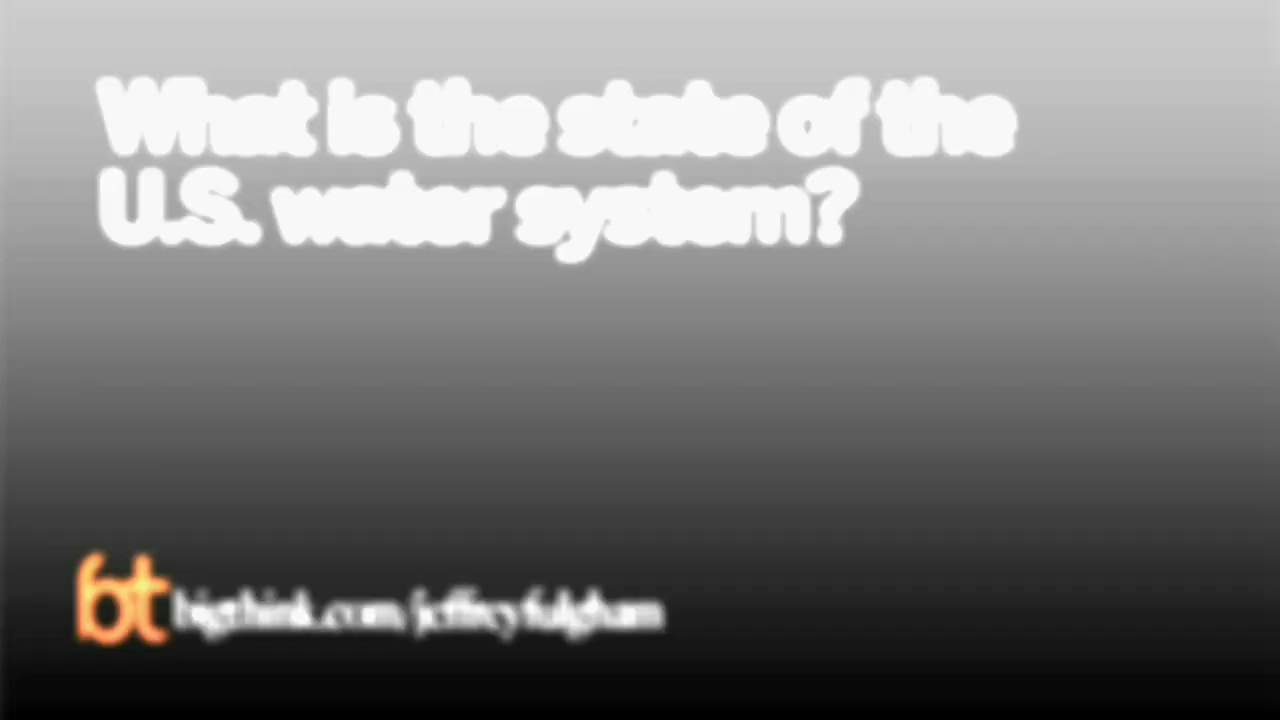 What is the state of the
U.S. water system?
bt bigthink.com/jeffreyfulgham